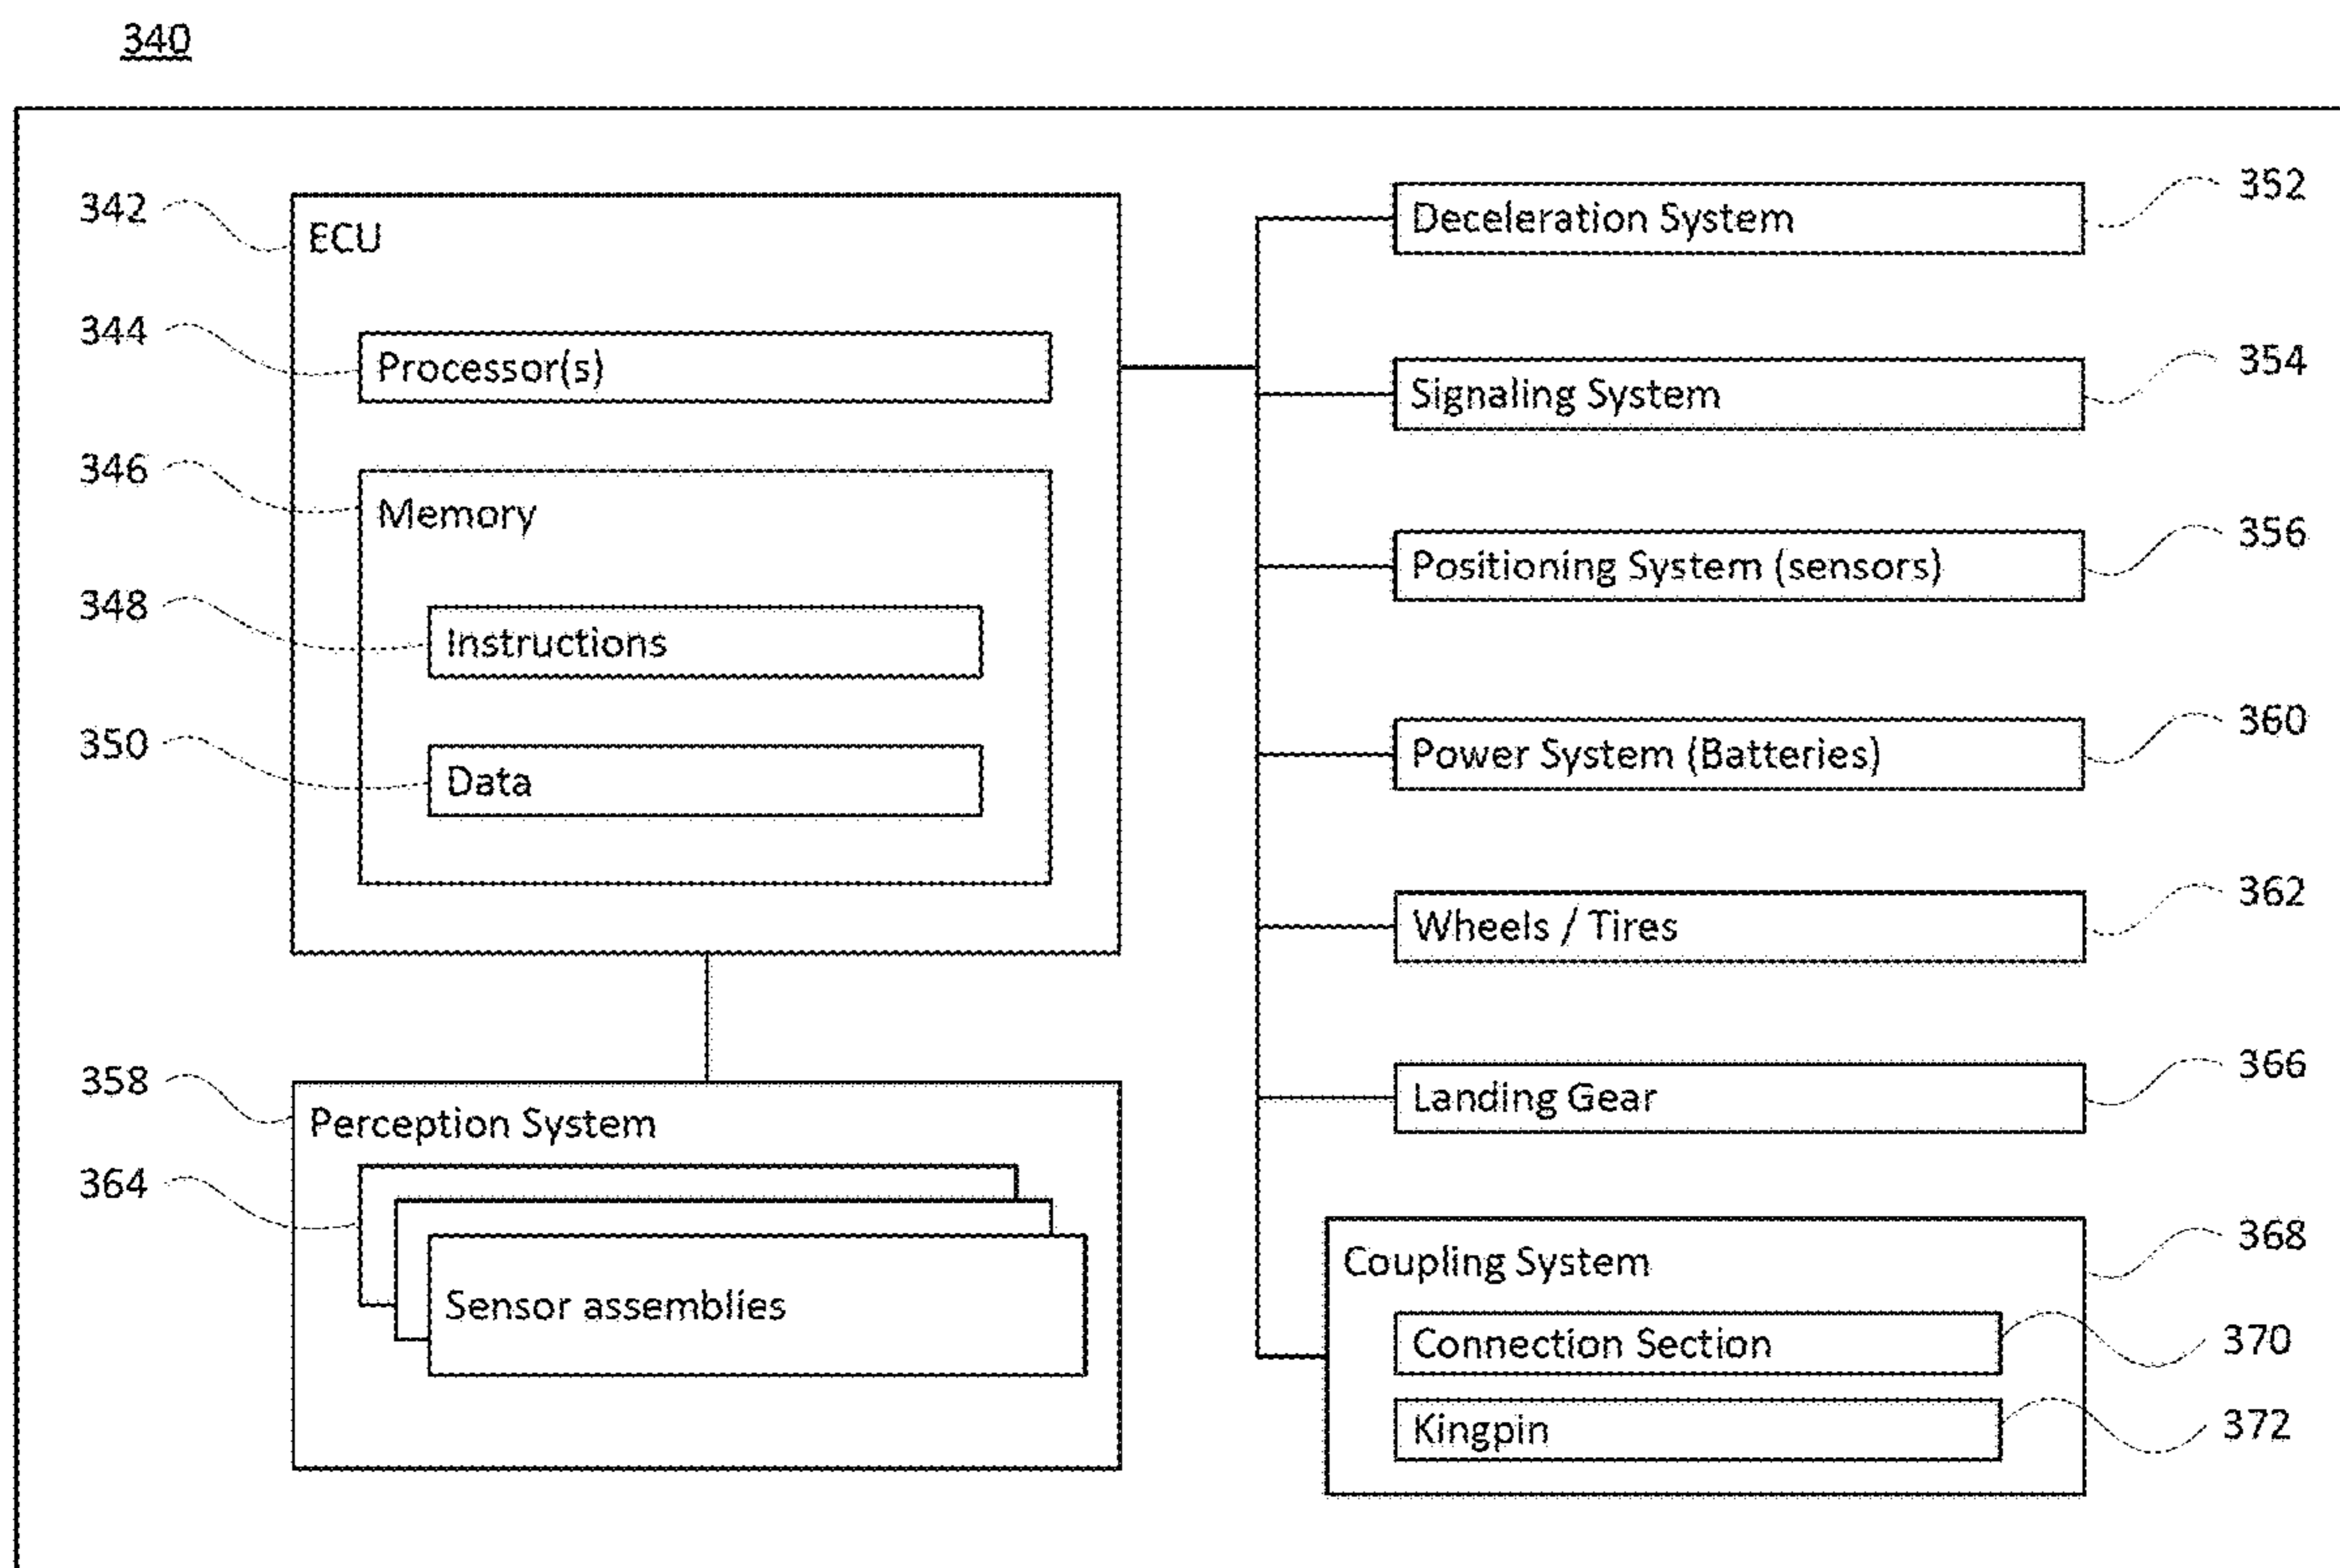 340
342
ECU
344
Processor(s)
346
Memory
348
Instructions
350
Data
358
Perception System
364
Sensor assemblies
Deceleration System
352
Signaling System
354
Positioning System (sensors)
356
Power System (Batteries)
360
Wheels / Tires
362
Landing Gear
366
Coupling System
368
Connection Section
370
Kingpin
372